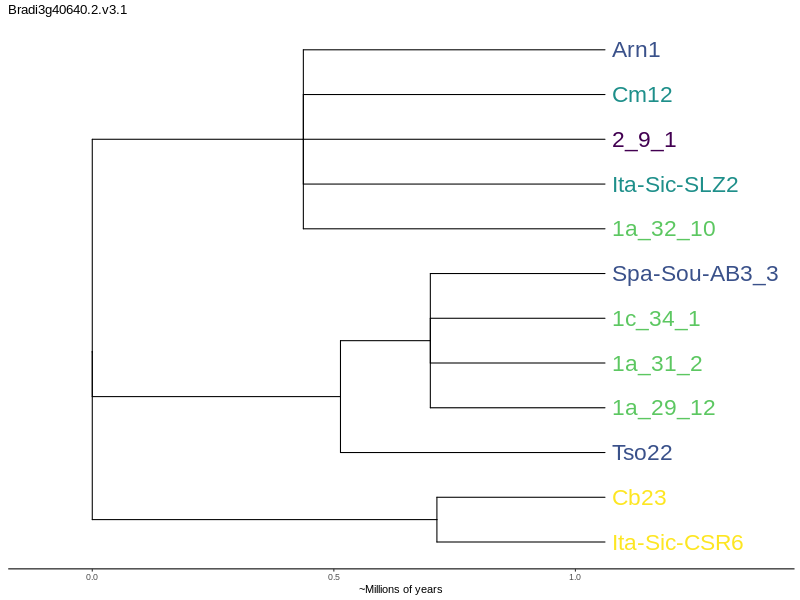 Bradi3g40640.2.v3.1
Arn1
Cm12
2_9_1
Ita-Sic-SLZ2
1a_32_10
Spa-Sou-AB3_3
1c_34_1
1a_31_2
1a_29_12
Tso22
Cb23
Ita-Sic-CSR6
0.0 0.5 1.0
~Millions of years